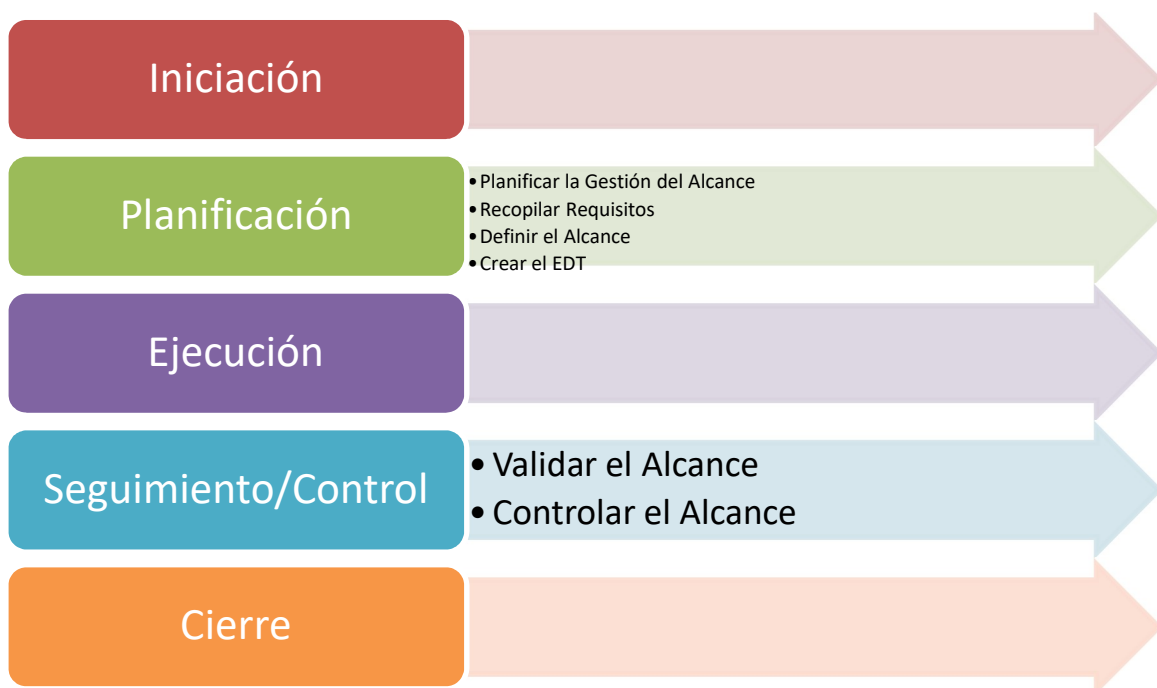 Iniciación
Planificación
•Planificar la Gestión del Alcance
•Recopilar Requisitos
•Definir el Alcance
•Crear el EDT
Ejecución
Seguimiento/Control
•Validar el Alcance
•Controlar el Alcance
Cierre